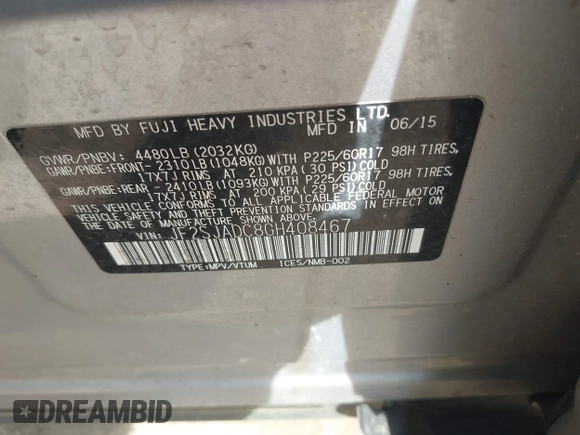 MFD BY FUJI HEAVY INDUSTRIES LTD.
MFD IN 06/15
GVWR/PNBV: 4480LB (2032KG)
GAWR/PNBE:FRONT- 2310LB(1048KG)WITH P225/60R17 98H TIRES,
17X7J RIMS AT 210 KPA ( 30 PSI)COLD
GAWR/PNBE:REAR - 2410LB(1093KG)WITH P225/60R17 98H TIRES,
17X7J RIMS AT 200 KPA( 29 PSI)COLD
THIS VEHICLE CONFORMS TO ALL APPLICABLE FEDERAL MOTOR
VEHICLE SAFETY AND BUMPER STANDARDS IN EFFECT ON
THE DATE OF MANUFACTURE SHOWN ABOVE.
VIN: JF2SJADC8GH408467
TYPE:MPV/VTUM ICES/NMB-002
DREAMBID